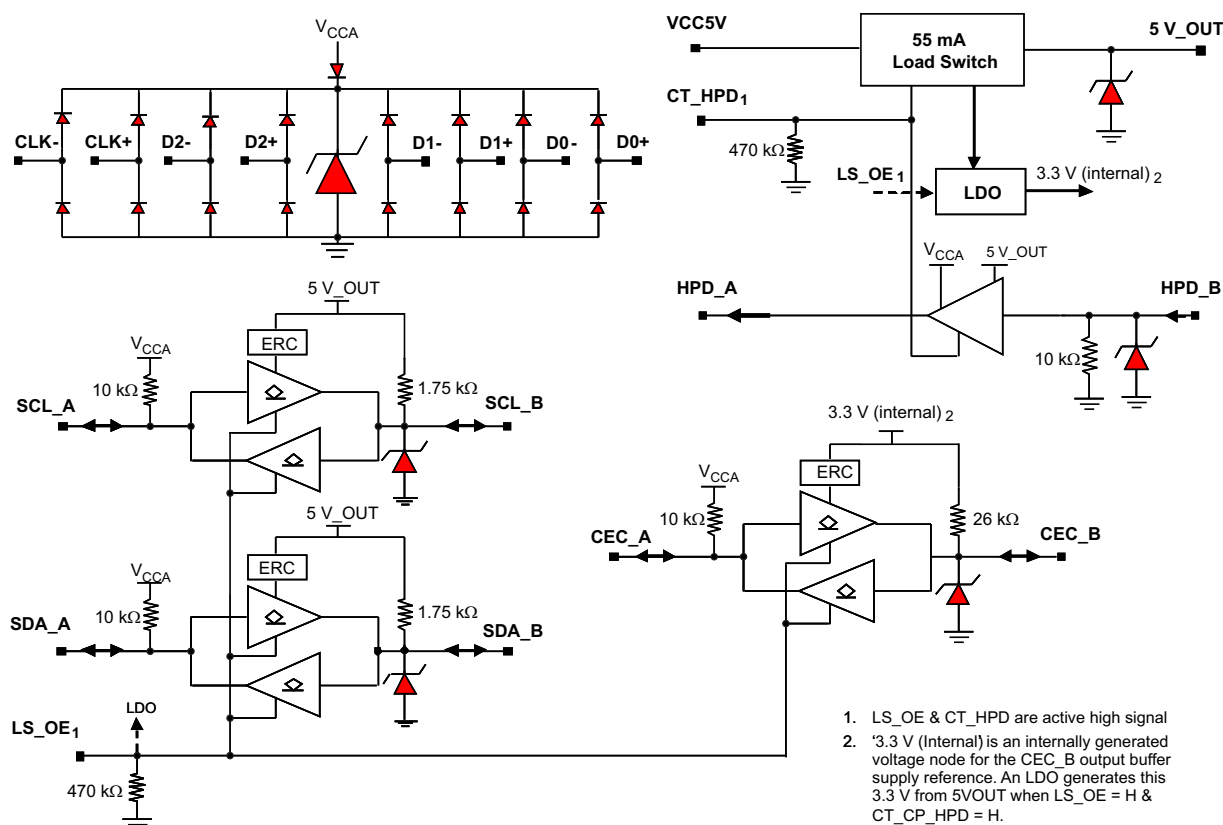 VCCA
CLK-
CLK+
D2-
D2+
D1-
D1+
D0-
D0+
VCC5V
55 mA
Load Switch
5 V_OUT
CT_HPD1
470 kΩ
LS_OE1
LDO
3.3 V (internal) 2
VCCA
5 V_OUT
HPD_A
HPD_B
10 kΩ
5 V_OUT
ERC
VCCA
10 kΩ
1.75 kΩ
SCL_A
SCL_B
5 V_OUT
ERC
VCCA
10 kΩ
1.75 kΩ
SDA_A
SDA_B
3.3 V (internal) 2
ERC
VCCA
10 kΩ
26 kΩ
CEC_A
CEC_B
LDO
LS_OE1
470 kΩ
1. LS_OE & CT_HPD are active high signal
2. ‘3.3 V (Internal)’ is an internally generated
voltage node for the CEC_B output buffer
supply reference. An LDO generates this
3.3 V from 5VOUT when LS_OE = H &
CT_CP_HPD = H.